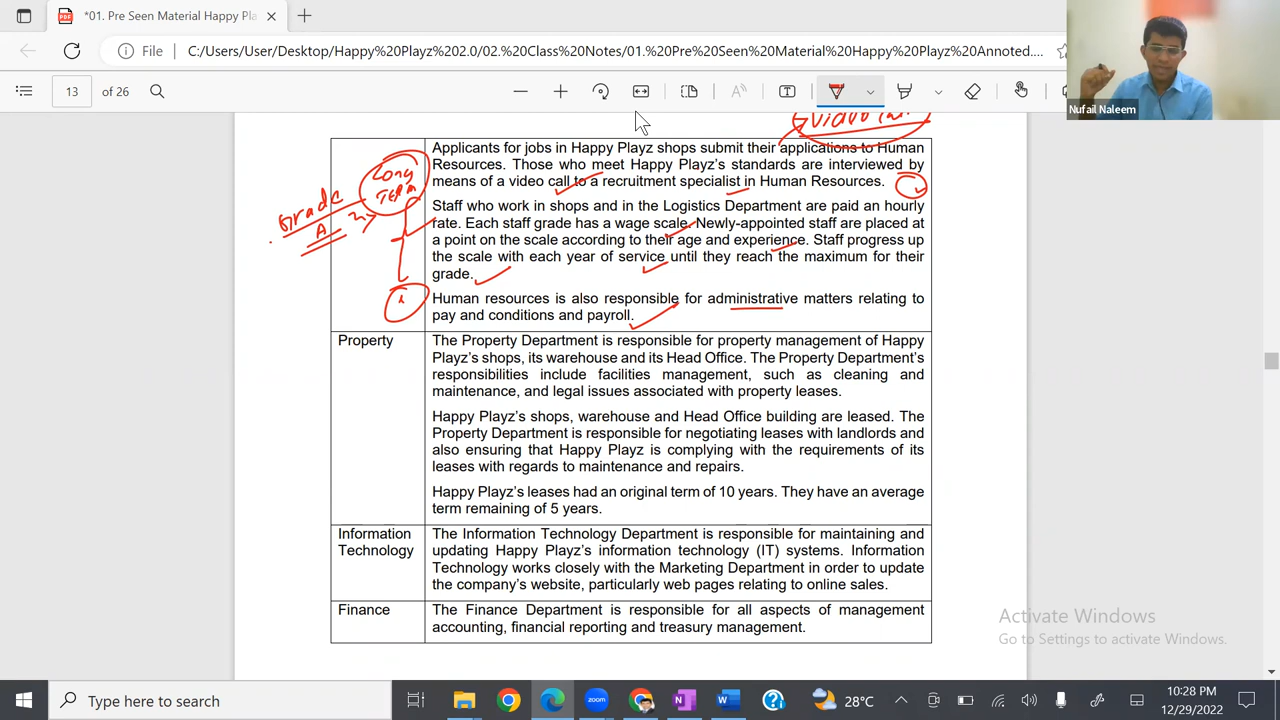 *01. Pre Seen Material Happy Pla
File
C:/Users/User/Desktop/Happy%20Playz%202.0/02.%20Class%20Notes/01.%20Pre%20Seen%20Material%20Happy%20Playz%20Annoted....
13 of 26
Nufail Naleem
Applicants for jobs in Happy Playz shops submit their applications to Human
Resources. Those who meet Happy Playz's standards are interviewed by
means of a video call to a recruitment specialist in Human Resources.
Long
Term
Grade
A
Staff who work in shops and in the Logistics Department are paid an hourly
rate. Each staff grade has a wage scale. Newly-appointed staff are placed at
a point on the scale according to their age and experience. Staff progress up
the scale with each year of service until they reach the maximum for their
grade.
Human resources is also responsible for administrative matters relating to
pay and conditions and payroll.
Property
The Property Department is responsible for property management of Happy
Playz's shops, its warehouse and its Head Office. The Property Department's
responsibilities include facilities management, such as cleaning and
maintenance, and legal issues associated with property leases.
Happy Playz's shops, warehouse and Head Office building are leased. The
Property Department is responsible for negotiating leases with landlords and
also ensuring that Happy Playz is complying with the requirements of its
leases with regards to maintenance and repairs.
Happy Playz's leases had an original term of 10 years. They have an average
term remaining of 5 years.
Information
Technology
The Information Technology Department is responsible for maintaining and
updating Happy Playz's information technology (IT) systems. Information
Technology works closely with the Marketing Department in order to update
the company's website, particularly web pages relating to online sales.
Finance
The Finance Department is responsible for all aspects of management
accounting, financial reporting and treasury management.
Activate Windows
Go to Settings to activate Windows.
Type here to search
28°C
10:28 PM
12/29/2022